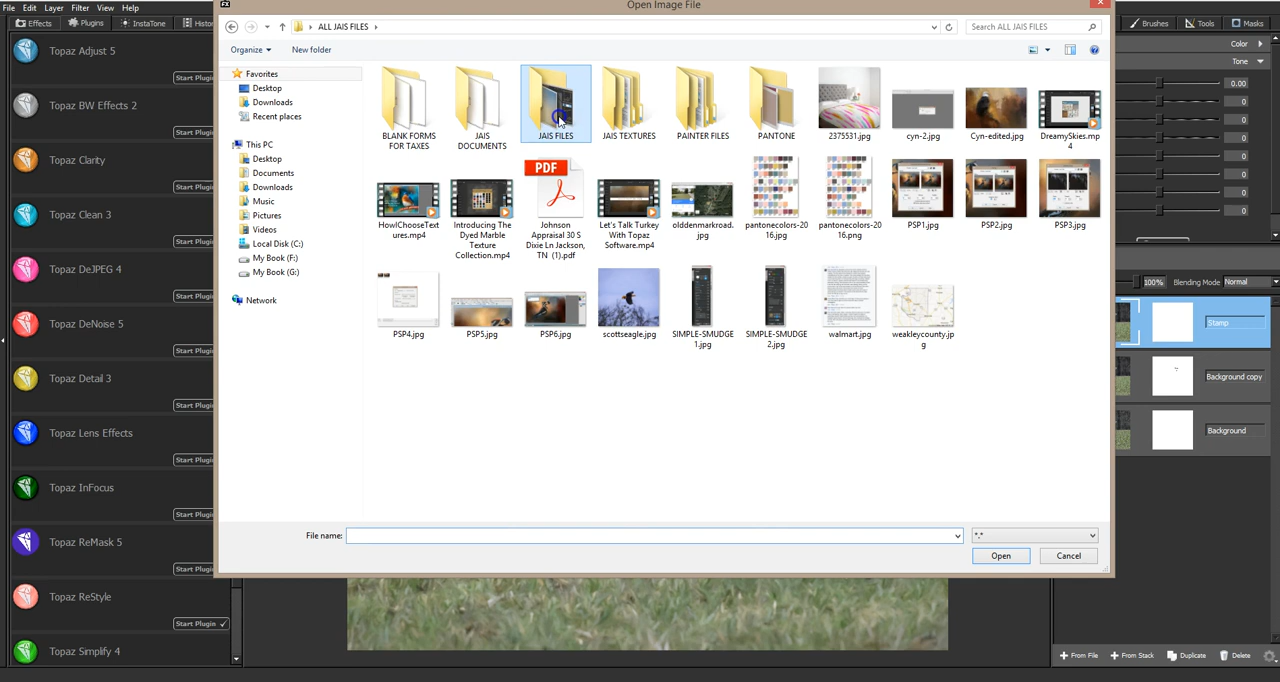 File Edit Layer Filter View Help
Open Image File
Effects Plugins InstaTone Histo
ALL JAIS FILES
Search ALL JAIS FILES
Brushes Tools Masks
Organize New folder
Color
Tone
0.00
0
0
0
0
0
0
0
Topaz Adjust 5
Start Plugin
Topaz BW Effects 2
Start Plugin
Topaz Clarity
Start Plugin
Topaz Clean 3
Start Plugin
Topaz DeJPEG 4
Start Plugin
Topaz DeNoise 5
Start Plugin
Topaz Detail 3
Start Plugin
Topaz Lens Effects
Start Plugin
Topaz InFocus
Start Plugin
Topaz ReMask 5
Start Plugin
Topaz ReStyle
Start Plugin
Topaz Simplify 4
Favorites
Desktop
Downloads
Recent places
This PC
Desktop
Documents
Downloads
Music
Pictures
Videos
Local Disk (C:)
My Book (F:)
My Book (G:)
Network
BLANK FORMS
FOR TAXES
JAIS
DOCUMENTS
JAIS FILES
JAIS TEXTURES
PAINTER FILES
PANTONE
2375531.jpg
cyn-2.jpg
Cyn-edited.jpg
DreamySkies.mp
4
HowIChooseText
ures.mp4
Introducing The
Dyed Marble
Texture
Collection.mp4
PDF
Johnson
Appraisal 30 S
Dixie Ln Jackson,
TN (1).pdf
Let's Talk Turkey
With Topaz
Software.mp4
olddenmarkroad.
jpg
pantonecolors-20
16.jpg
pantonecolors-20
16.png
PSP1.jpg
PSP2.jpg
PSP3.jpg
PSP4.jpg
PSP5.jpg
PSP6.jpg
scottseagle.jpg
SIMPLE-SMUDGE
1.jpg
SIMPLE-SMUDGE
2.jpg
walmart.jpg
weakleycounty.jp
g
File name:
*.*
Open Cancel
100% Blending Mode Normal
Stamp
Background copy
Background
From File From Stack Duplicate Delete